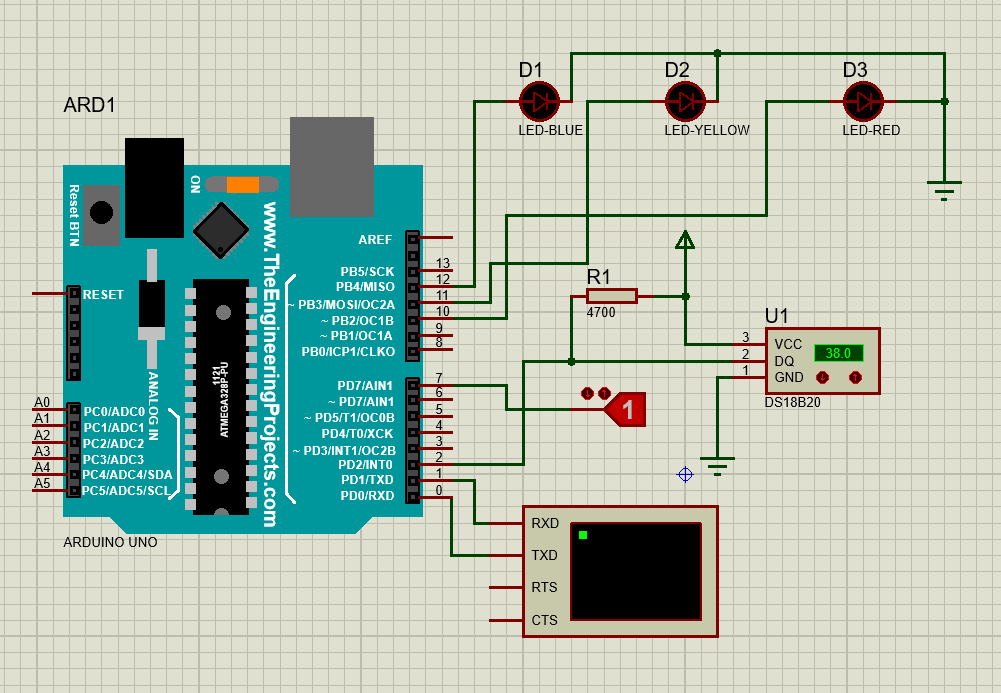 ARD1
D1
LED-BLUE
D2
LED-YELLOW
D3
LED-RED
Reset BTN
ON
www.TheEngineeringProjects.com
AREF
PB5/SCK
13
PB4/MISO
12
~ PB3/MOSI/OC2A
11
~ PB2/OC1B
10
~ PB1/OC1A
9
PB0/ICP1/CLKO
8
RESET
1121
ATMEGA328P-PU
ANALOG IN
A0
PC0/ADC0
A1
PC1/ADC1
A2
PC2/ADC2
A3
PC3/ADC3
A4
PC4/ADC4/SDA
A5
PC5/ADC5/SCL
PD7/AIN1
7
~ PD7/AIN1
6
~ PD5/T1/OC0B
5
PD4/T0/XCK
4
~ PD3/INT1/OC2B
3
PD2/INT0
2
PD1/TXD
1
PD0/RXD
0
ARDUINO UNO
R1
4700
1
U1
3
VCC
2
DQ
1
GND
38.0
DS18B20
RXD
TXD
RTS
CTS